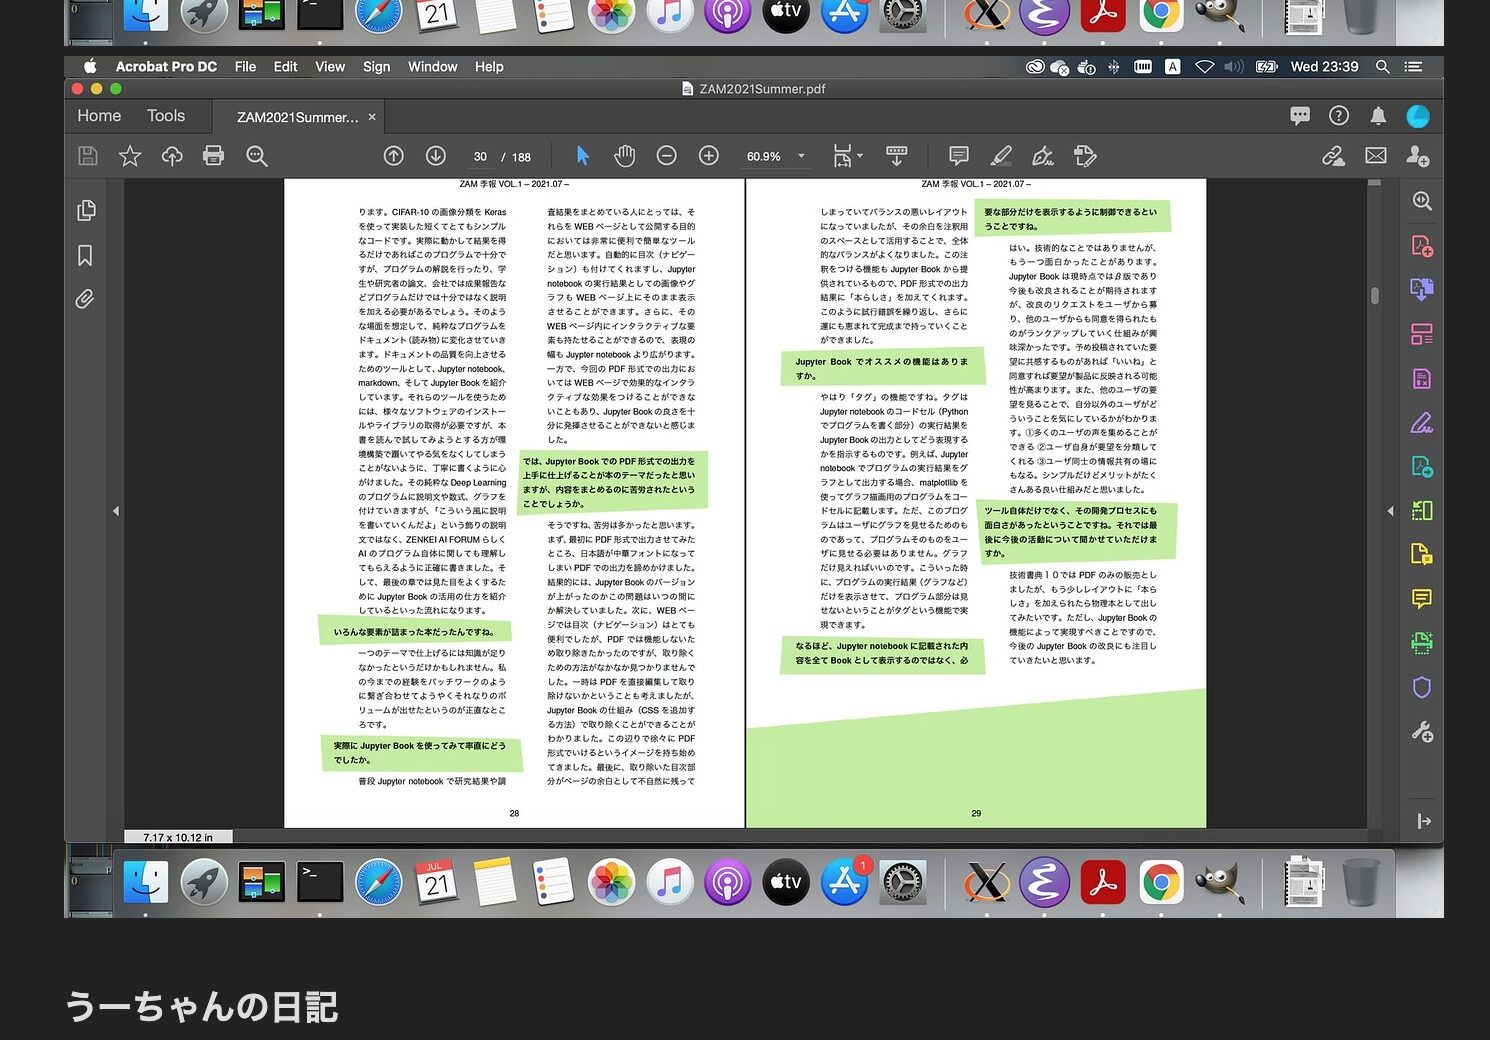 21
tv
Acrobat Pro DC File Edit View Sign Window Help
A
Wed 23:39
ZAM2021Summer.pdf
Home Tools ZAM2021Summer... ×
30 / 188
60.9%
ZAM 季報 VOL.1 – 2021.07 –
ります。CIFAR-10 の画像分類を Keras
を使って実装した短くてとてもシンプル
なコードです。実際に動かして結果を得
るだけであればこのプログラムで十分で
すが、プログラムの解説を行ったり、学
生や研究者の論文、会社では成果報告な
どプログラムだけでは十分ではなく説明
を加える必要があるでしょう。そのよう
な場面を想定して、純粋なプログラムを
ドキュメント（読み物）に変化させていき
ます。ドキュメントの品質を向上させる
ためのツールとして、Jupyter notebook、
markdown、そして Jupyter Book を紹介
しています。それらのツールを使うため
には、様々なソフトウェアのインストー
ルやライブラリの取得が必要ですが、本
書を読んで試してみようとする方が環
境構築で躓いてやる気をなくしてしまう
ことがないように、丁寧に書くように心
がけました。その純粋な Deep Learning
のプログラムに説明文や数式、グラフを
付けていきますが、「こういう風に説明
を書いていくんだよ」という飾りの説明
文ではなく、ZENKEI AI FORUM らしく
AI のプログラム自体に関しても理解し
てもらえるように正確に書きました。そ
して、最後の章では見た目をよくするた
めに Jupyter Book の活用の仕方を紹介
しているといった流れになります。
いろんな要素が詰まった本だったんですね。
一つのテーマで仕上げるには知識が足り
なかったというだけかもしれません。私
の今までの経験をパッチワークのよう
に繋ぎ合わせてようやくそれなりのボ
リュームが出せたというのが正直なとこ
ろです。
実際に Jupyter Book を使ってみて率直にどう
でしたか。
普段 Jupyter notebook で研究結果や調
査結果をまとめている人にとっては、そ
れらを WEB ページとして公開する目的
においては非常に便利で簡単なツール
だと思います。自動的に目次（ナビゲー
ション）も付けてくれますし、Jupyter
notebook の実行結果としての画像やグ
ラフも WEB ページ上にそのまま表示
させることができます。さらに、その
WEB ページ内にインタラクティブな要
素も持たせることができるので、表現の
幅も Juypter notebook より広がります。
一方で、今回の PDF 形式での出力にお
いては WEB ページで効果的なインタラ
クティブな効果をつけることができな
いこともあり、Jupyter Book の良さを十
分に発揮させることができないと感じま
した。
では、Jupyter Book での PDF 形式での出力を
上手に仕上げることが本のテーマだったと思い
ますが、内容をまとめるのに苦労されたという
ことでしょうか。
そうですね、苦労は多かったと思います。
まず、最初に PDF 形式で出力させてみた
ところ、日本語が中華フォントになって
しまい PDF での出力を諦めかけました。
結果的には、Jupyter Book のバージョン
が上がったのかこの問題はいつの間に
か解決していました。次に、WEB ペー
ジでは目次（ナビゲーション）はとても
便利でしたが、PDF では機能しないた
め取り除きたかったのですが、取り除く
ための方法がなかなか見つかりませんで
した。一時は PDF を直接編集して取り
除けないかということも考えましたが、
Jupyter Book の仕組み（CSS を追加す
る方法）で取り除くことができることが
わかりました。この辺りで徐々に PDF
形式でいけるというイメージを持ち始め
てきました。最後に、取り除いた目次部
分がページの余白として不自然に残って
28
ZAM 季報 VOL.1 – 2021.07 –
しまっていてバランスの悪いレイアウト
になっていましたが、その余白を注釈用
のスペースとして活用することで、全体
的なバランスがよくなりました。この注
釈をつける機能も Jupyter Book から提
供されているもので、PDF 形式での出力
結果に「本らしさ」を加えてくれます。
このように試行錯誤を繰り返し、さらに
運にも恵まれて完成まで持っていくこと
ができました。
Jupyter Book でオススメの機能はありま
すか。
やはり「タグ」の機能ですね。タグは
Jupyter notebook のコードセル（Python
でプログラムを書く部分）の実行結果を
Jupyter Book の出力としてどう表現する
かを指示するものです。例えば、Jupyter
notebook でプログラムの実行結果をグ
ラフとして出力する場合、matplotlib を
使ってグラフ描画用のプログラムをコー
ドセルに記載します。ただ、このプログ
ラムはユーザにグラフを見せるためのも
のであって、プログラムそのものをユー
ザに見せる必要はありません。グラフ
だけ見えればいいのです。こういった時
に、プログラムの実行結果（グラフなど）
だけを表示させて、プログラム部分は見
せないということがタグという機能で実
現できます。
なるほど、Jupyter notebook に記載された内
容を全て Book として表示するのではなく、必
要な部分だけを表示するように制御できるとい
うことですね。
はい。技術的なことではありませんが、
もう一つ面白かったことがあります。
Jupyter Book は現時点ではβ版であり
今後も改良されることが期待されます
が、改良のリクエストをユーザから募
り、他のユーザからも同意を得られたも
のがランクアップしていく仕組みが興
味深かったです。予め投稿されていた要
望に共感するものがあれば「いいね」と
同意すれば要望が製品に反映される可能
性が高まります。また、他のユーザの要
望を見ることで、自分以外のユーザがど
ういうことを気にしているかがわかりま
す。①多くのユーザの声を集めることが
できる ②ユーザ自身が要望を分類して
くれる ③ユーザ同士の情報共有の場に
もなる。シンプルだけどメリットがたく
さんある良い仕組みだと思いました。
ツール自体だけでなく、その開発プロセスにも
面白さがあったということですね。それでは最
後に今後の活動について聞かせていただけま
すか。
技術書典１０では PDF のみの販売とし
ましたが、もう少しレイアウトに「本ら
しさ」を加えられたら物理本として出し
てみたいです。ただし、Jupyter Book の
機能によって実現すべきことですので、
今後の Jupyter Book の改良にも注目し
ていきたいと思います。
29
7.17 x 10.12 in
JUL
21
tv
1
うーちゃんの日記